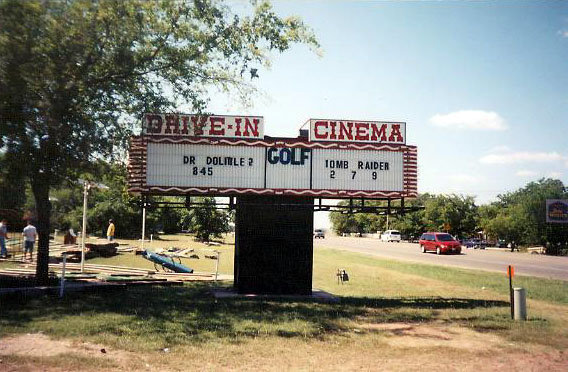 DRIVE-IN CINEMA
DR DOLITLE 2 GOLF TOMB RAIDER
845 2 7 9